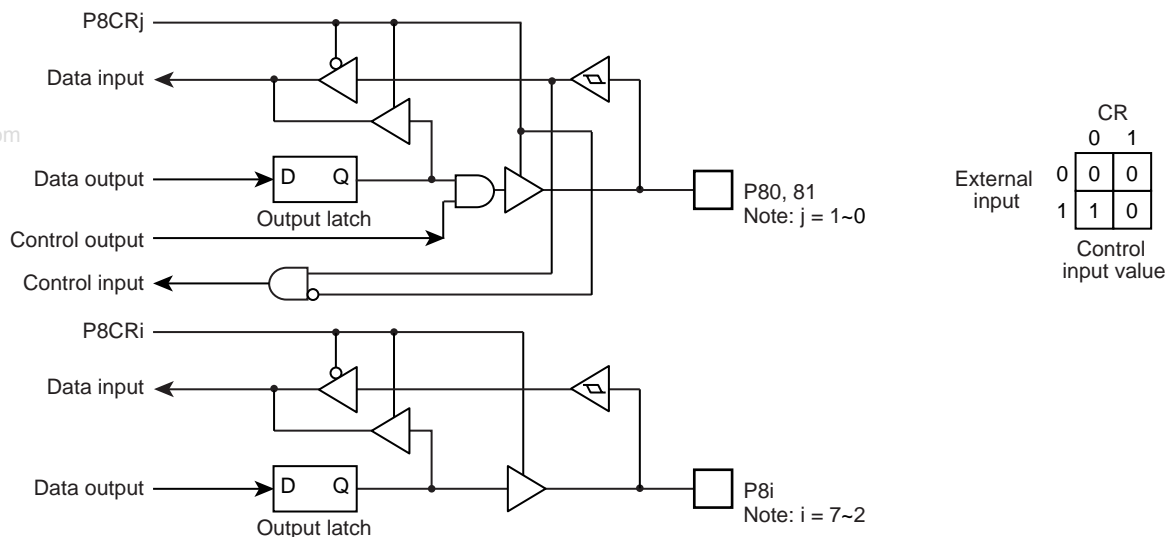 P8CRj
Data input
om
Data output
D Q
Output latch
Control output
Control input
P80, 81
Note: j = 1~0
CR
0 1
External
input
0 0 0
1 1 0
Control
input value
P8CRi
Data input
Data output
D Q
Output latch
P8i
Note: i = 7~2